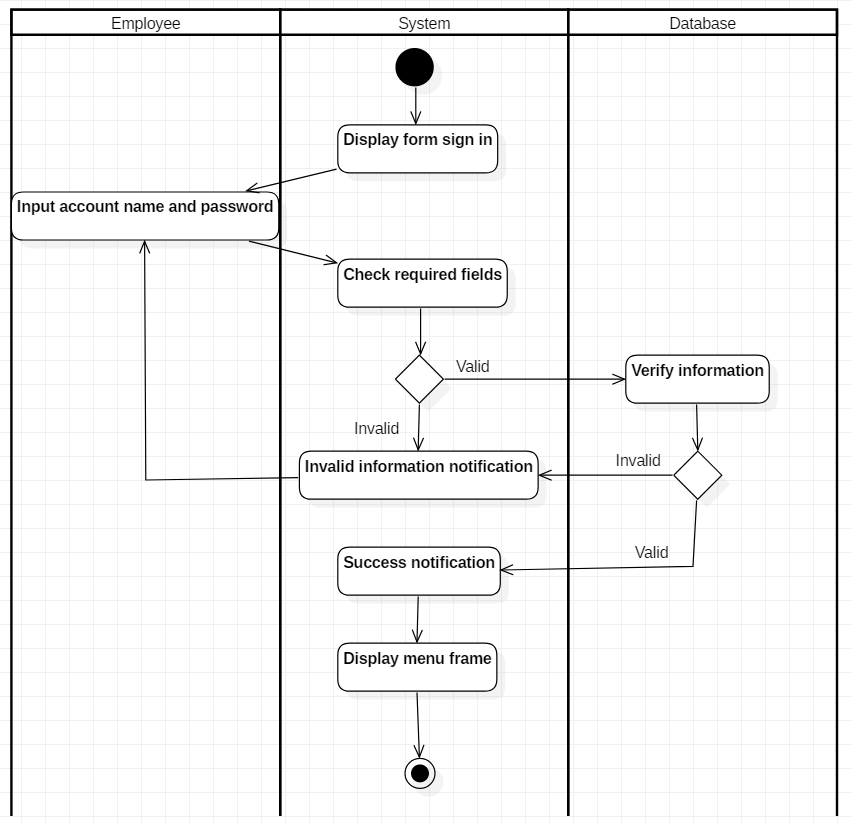 Employee
System
Database
Display form sign in
Input account name and password
Check required fields
Valid
Verify information
Invalid
Invalid information notification
Invalid
Success notification
Valid
Display menu frame